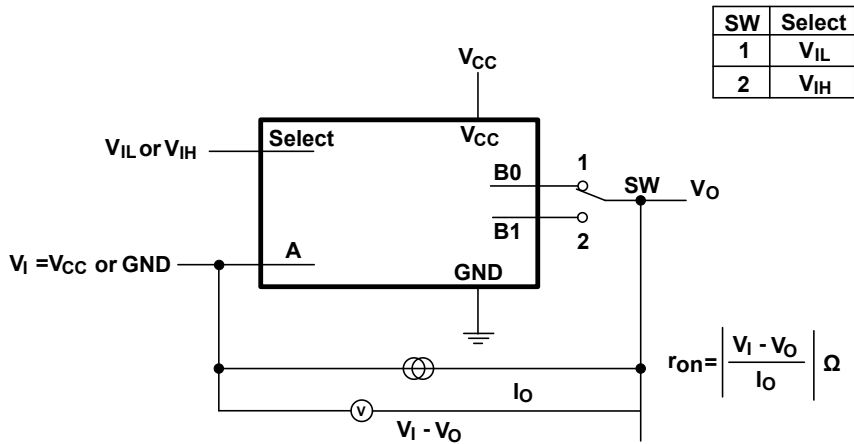 SW Select
1 VIL
2 VIH
VCC
VCC
Select
VIL or VIH
B0
1
SW
VO
B1
2
VI =VCC or GND
A
GND
IO
V
VI - VO
ron= | VI - VO / IO | Ω